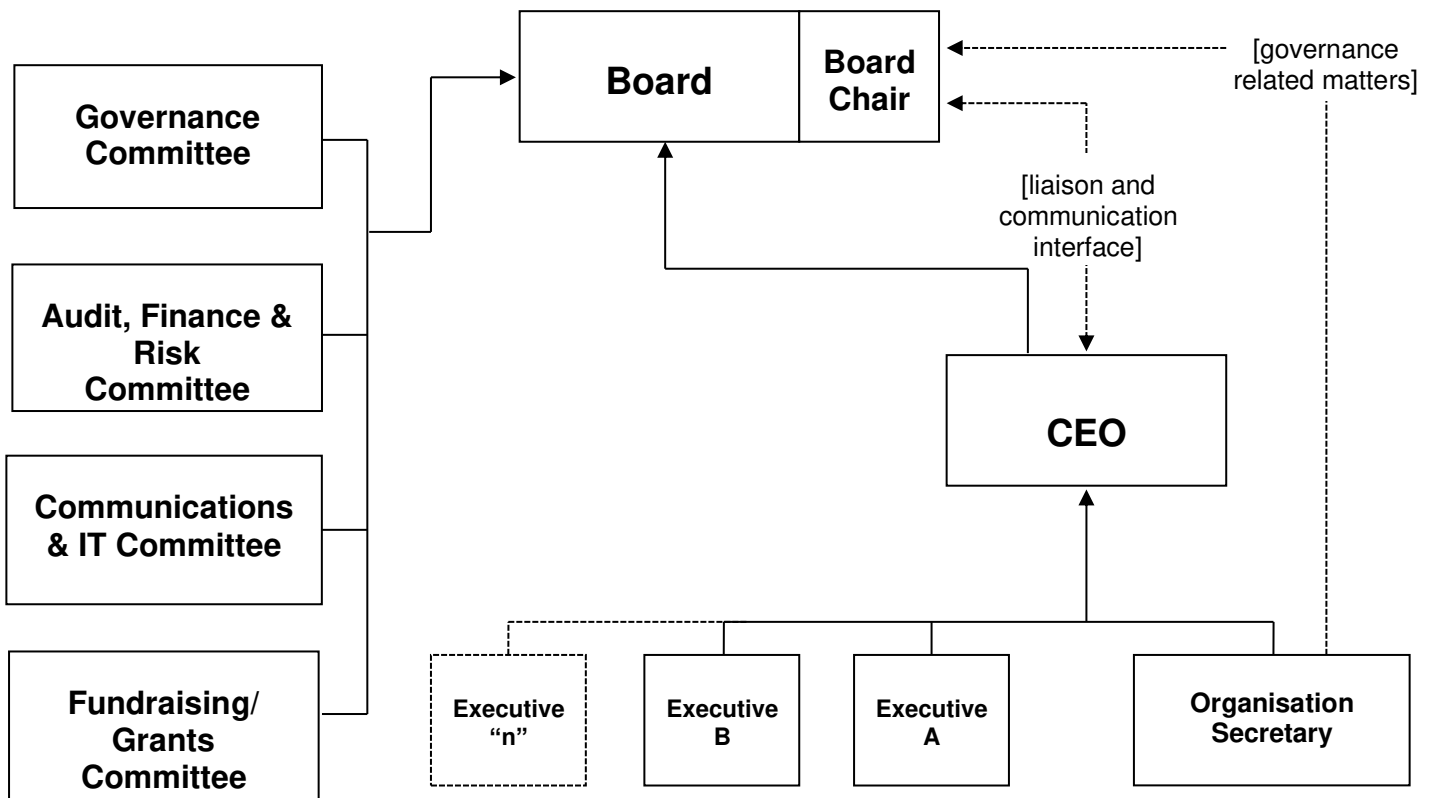 Board
Board
Chair
[governance
related matters]
Governance
Committee
[liaison and
communication
interface]
Audit, Finance &
Risk
Committee
CEO
Communications
& IT Committee
Fundraising/
Grants
Committee
Executive
“n”
Executive
B
Executive
A
Organisation
Secretary